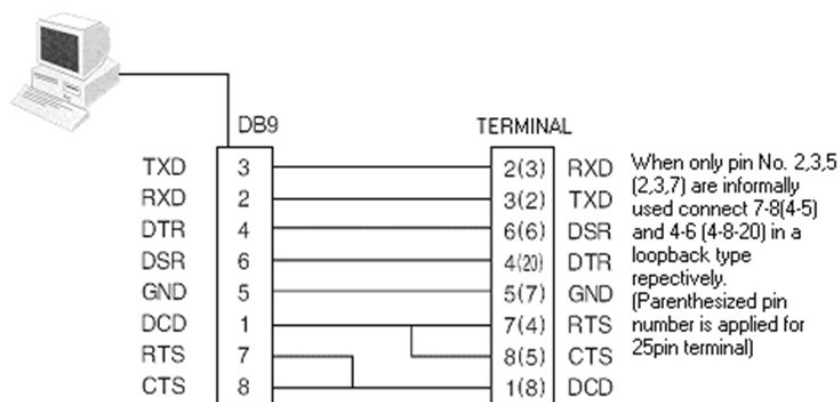 DB9 TERMINAL
TXD 3 2(3) RXD
RXD 2 3(2) TXD
DTR 4 6(6) DSR
DSR 6 4(20) DTR
GND 5 5(7) GND
DCD 1 7(4) RTS
RTS 7 8(5) CTS
CTS 8 1(8) DCD
When only pin No. 2,3,5
(2,3,7) are informally
used connect 7-8(4-5)
and 4-6 (4-8-20) in a
loopback type
repectively.
(Parenthesized pin
number is applied for
25pin terminal)